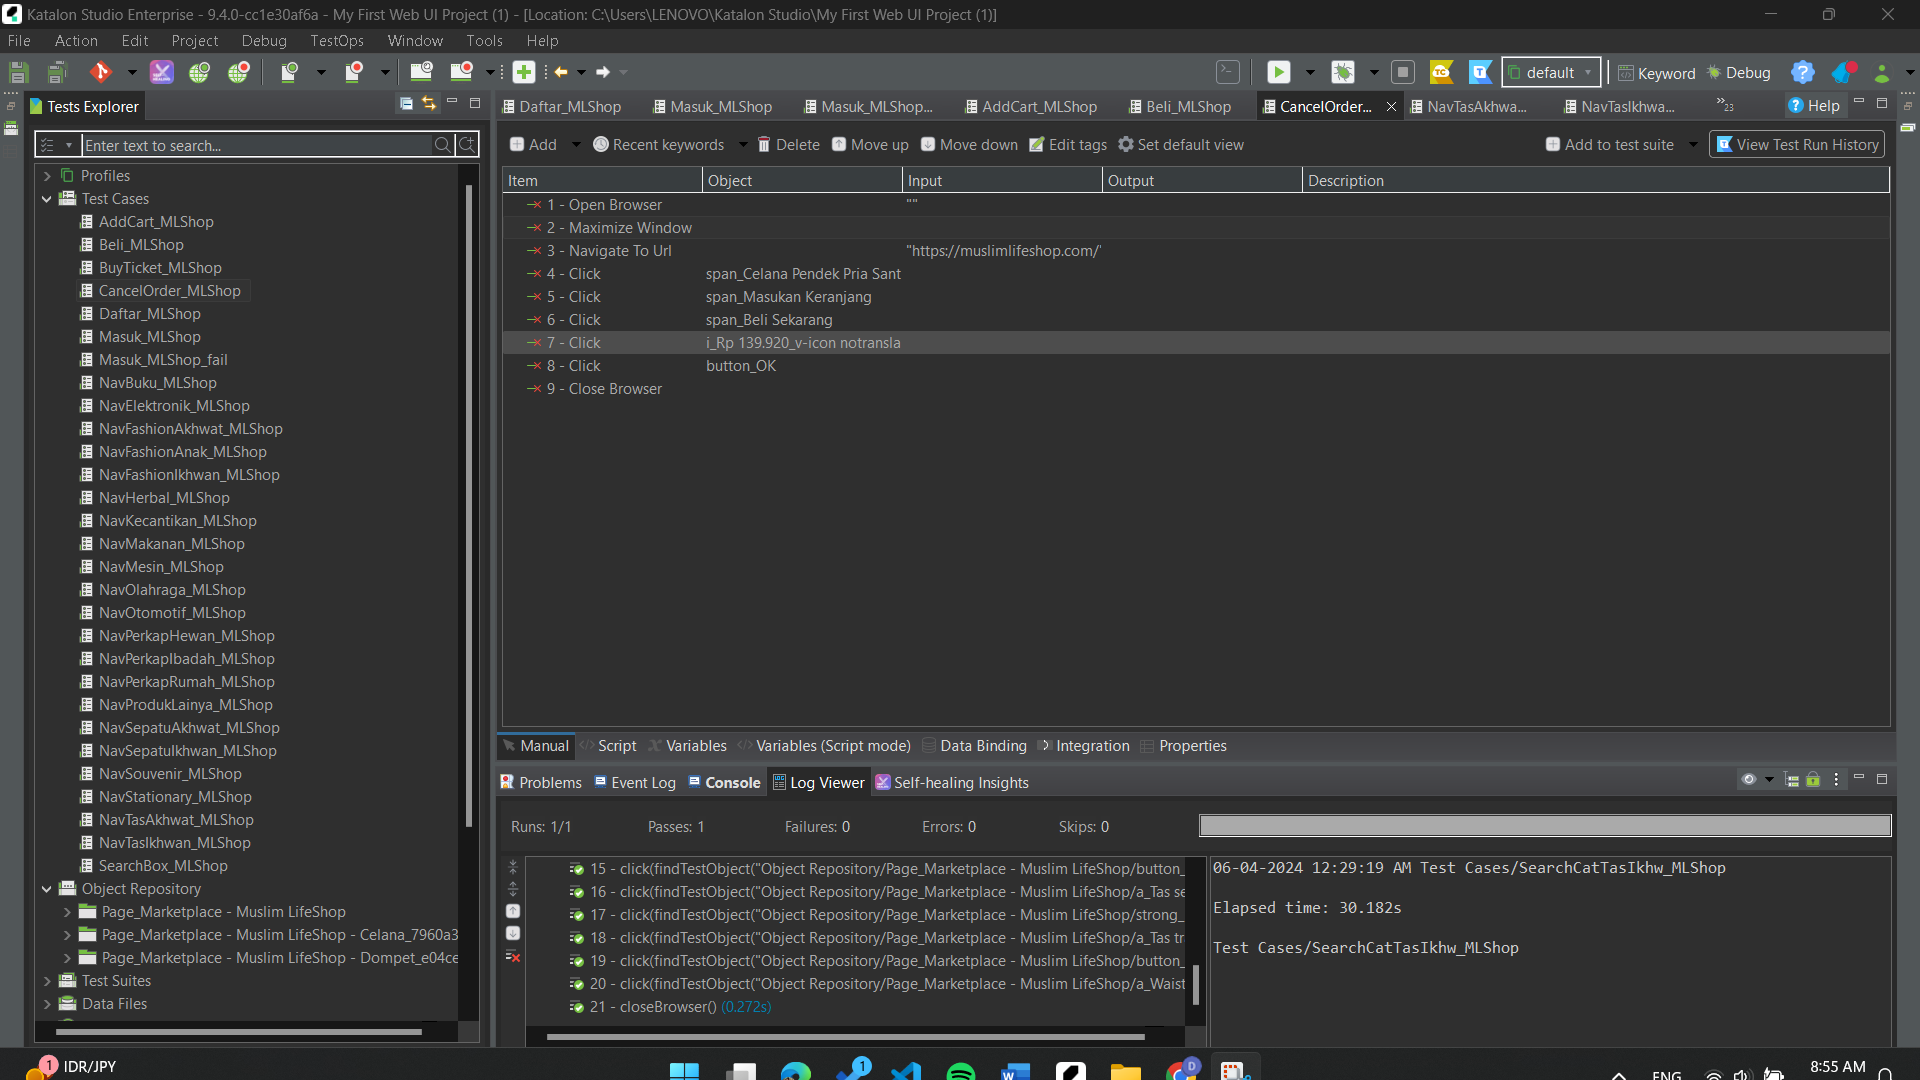 Katalon Studio Enterprise - 9.4.0-cc1e30af6a - My First Web UI Project (1) - [Location: C:\Users\LENOVO\Katalon Studio\My First Web UI Project (1)]
File Action Edit Project Debug TestOps Window Tools Help
default Keyword Debug
Tests Explorer
Daftar_MLShop Masuk_MLShop Masuk_MLShop... AddCart_MLShop Beli_MLShop CancelOrder... NavTasAkhwa... NavTasIkhwa... »23 Help
Enter text to search...
Add Recent keywords Delete Move up Move down Edit tags Set default view Add to test suite View Test Run History
Profiles
Test Cases
AddCart_MLShop
Beli_MLShop
BuyTicket_MLShop
CancelOrder_MLShop
Daftar_MLShop
Masuk_MLShop
Masuk_MLShop_fail
NavBuku_MLShop
NavElektronik_MLShop
NavFashionAkhwat_MLShop
NavFashionAnak_MLShop
NavFashionIkhwan_MLShop
NavHerbal_MLShop
NavKecantikan_MLShop
NavMakanan_MLShop
NavMesin_MLShop
NavOlahraga_MLShop
NavOtomotif_MLShop
NavPerkapHewan_MLShop
NavPerkapIbadah_MLShop
NavPerkapRumah_MLShop
NavProdukLainya_MLShop
NavSepatuAkhwat_MLShop
NavSepatuIkhwan_MLShop
NavSouvenir_MLShop
NavStationary_MLShop
NavTasAkhwat_MLShop
NavTasIkhwan_MLShop
SearchBox_MLShop
Object Repository
Page_Marketplace - Muslim LifeShop
Page_Marketplace - Muslim LifeShop - Celana_7960a3
Page_Marketplace - Muslim LifeShop - Dompet_e04ce
Test Suites
Data Files
Item Object Input Output Description
1 - Open Browser ""
2 - Maximize Window
3 - Navigate To Url "https://muslimlifeshop.com/"
4 - Click span_Celana Pendek Pria Sant
5 - Click span_Masukan Keranjang
6 - Click span_Beli Sekarang
7 - Click i_Rp 139.920_v-icon notransla
8 - Click button_OK
9 - Close Browser
Manual Script Variables Variables (Script mode) Data Binding Integration Properties
Problems Event Log Console Log Viewer Self-healing Insights
Runs: 1/1 Passes: 1 Failures: 0 Errors: 0 Skips: 0
15 - click(findTestObject("Object Repository/Page_Marketplace - Muslim LifeShop/button_
16 - click(findTestObject("Object Repository/Page_Marketplace - Muslim LifeShop/a_Tas se
17 - click(findTestObject("Object Repository/Page_Marketplace - Muslim LifeShop/strong_
18 - click(findTestObject("Object Repository/Page_Marketplace - Muslim LifeShop/a_Tas tr
19 - click(findTestObject("Object Repository/Page_Marketplace - Muslim LifeShop/button_
20 - click(findTestObject("Object Repository/Page_Marketplace - Muslim LifeShop/a_Waist
21 - closeBrowser() (0.272s)
06-04-2024 12:29:19 AM Test Cases/SearchCatTasIkhw_MLShop
Elapsed time: 30.182s
Test Cases/SearchCatTasIkhw_MLShop
1 IDR/JPY 1 D ENG 8:55 AM